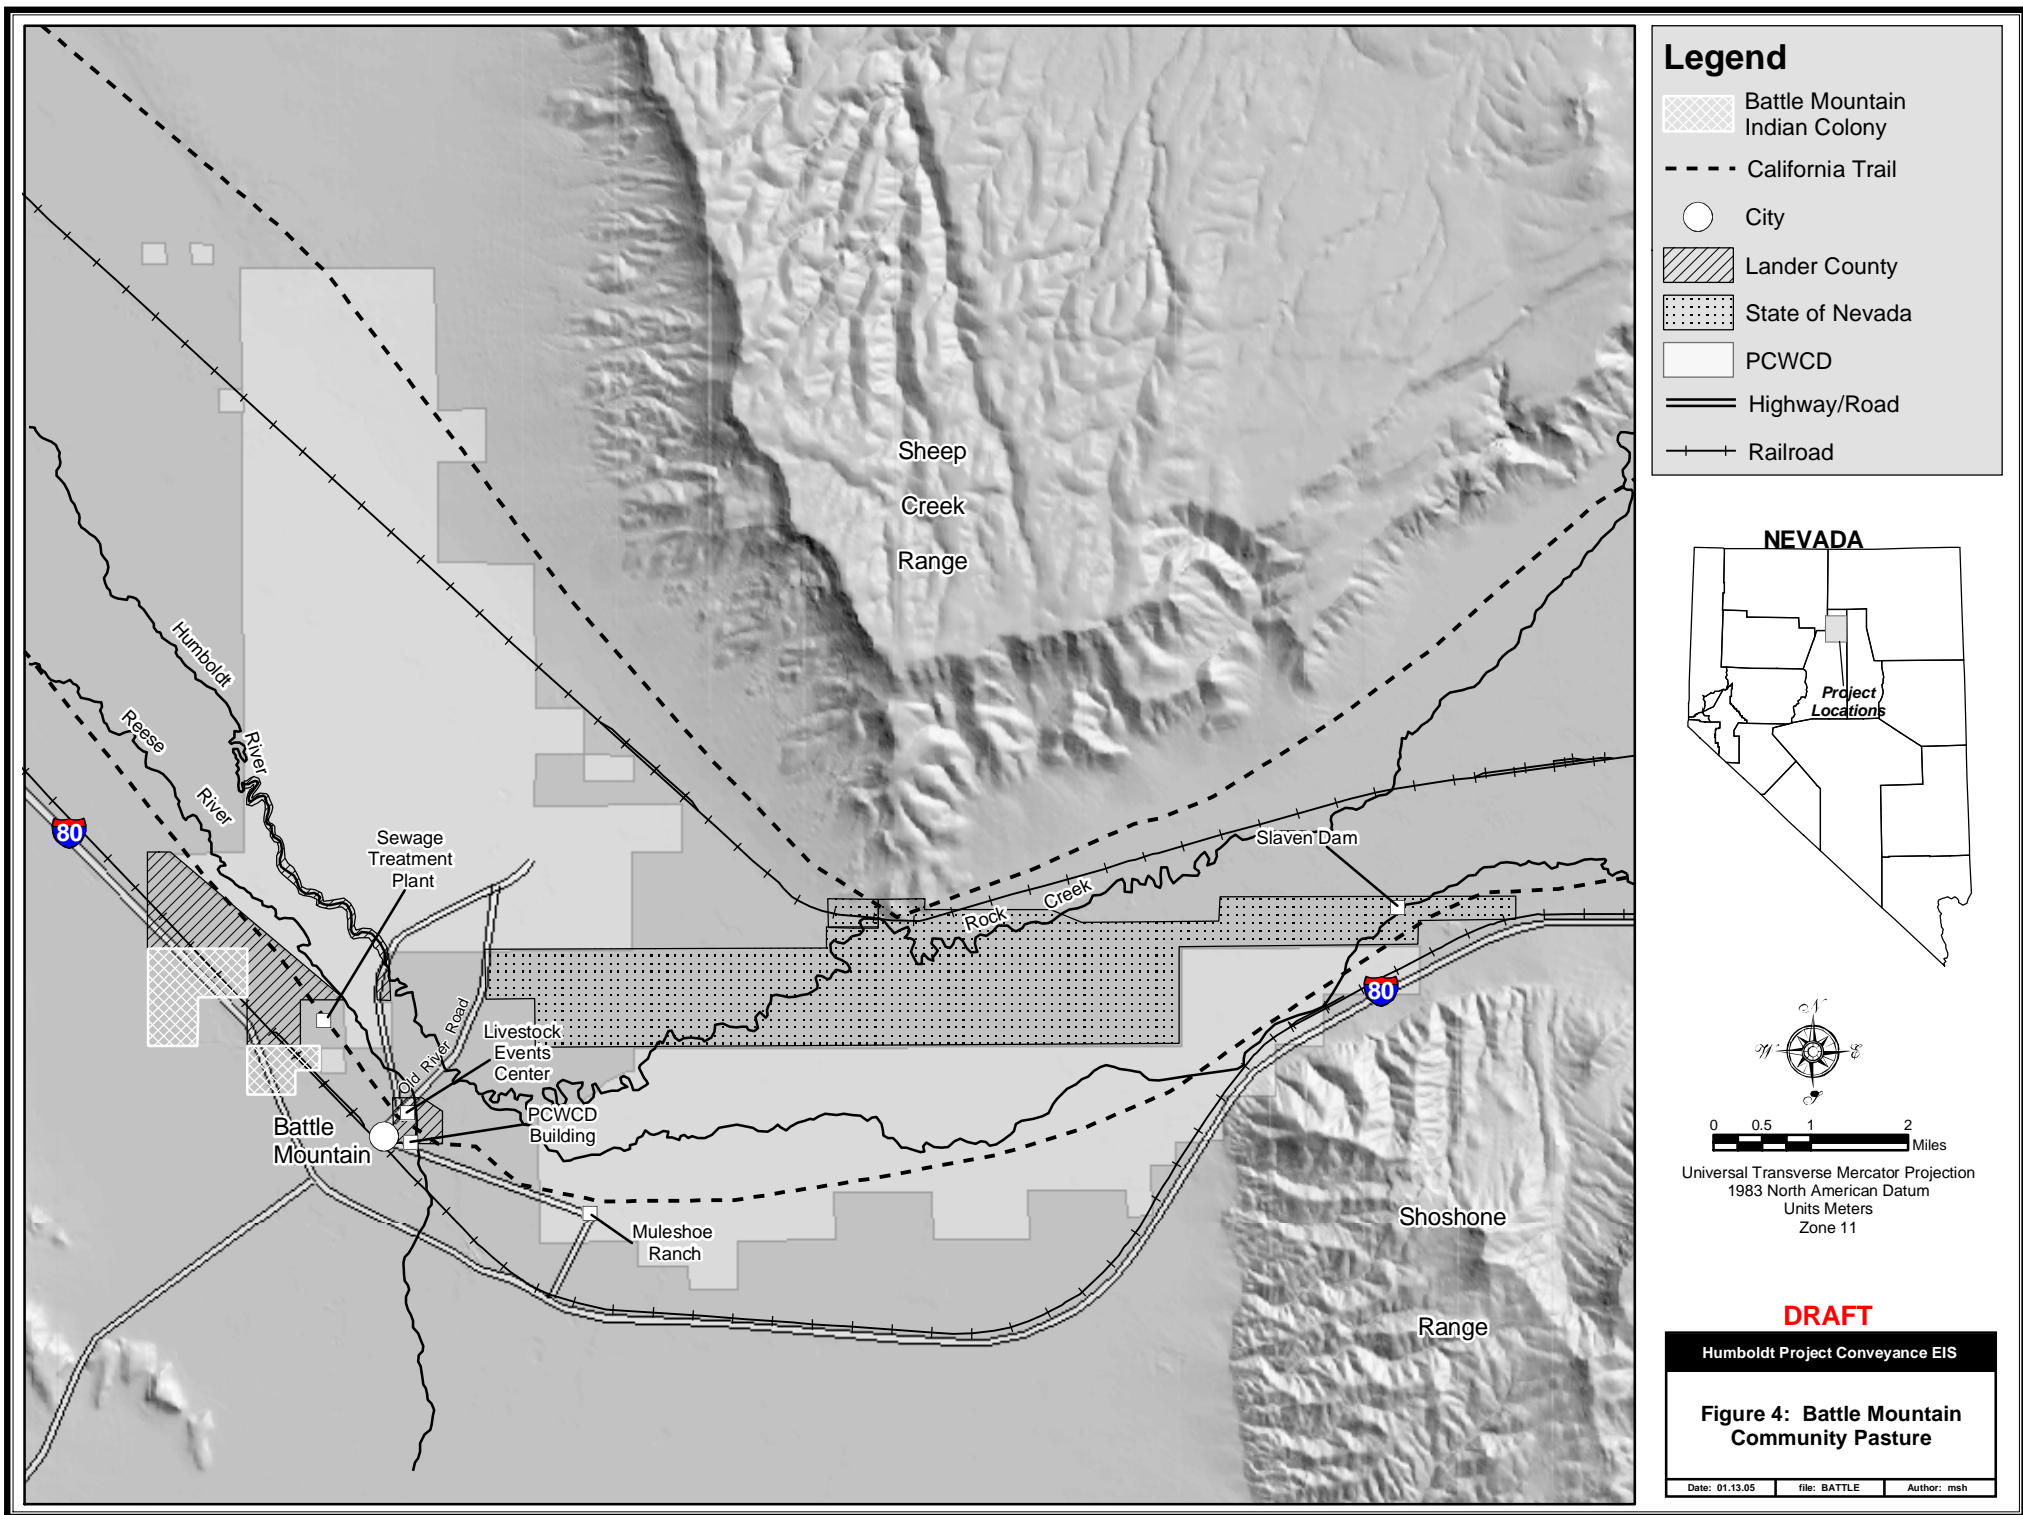 Legend
Battle Mountain
Indian Colony
California Trail
City
Lander County
State of Nevada
PCWCD
Highway/Road
Railroad
Sheep
Creek
Range
Humboldt
River
Reese
River
80
Sewage
Treatment
Plant
Slaven Dam
Rock Creek
80
Old River Road
Livestock
Events
Center
PCWCD
Building
Battle
Mountain
Muleshoe
Ranch
Shoshone
Range
NEVADA
Project
Locations
N
W
E
S
0 0.5 1 2
Miles
Universal Transverse Mercator Projection
1983 North American Datum
Units Meters
Zone 11
DRAFT
Humboldt Project Conveyance EIS
Figure 4: Battle Mountain
Community Pasture
Date: 01.13.05 file: BATTLE Author: msh